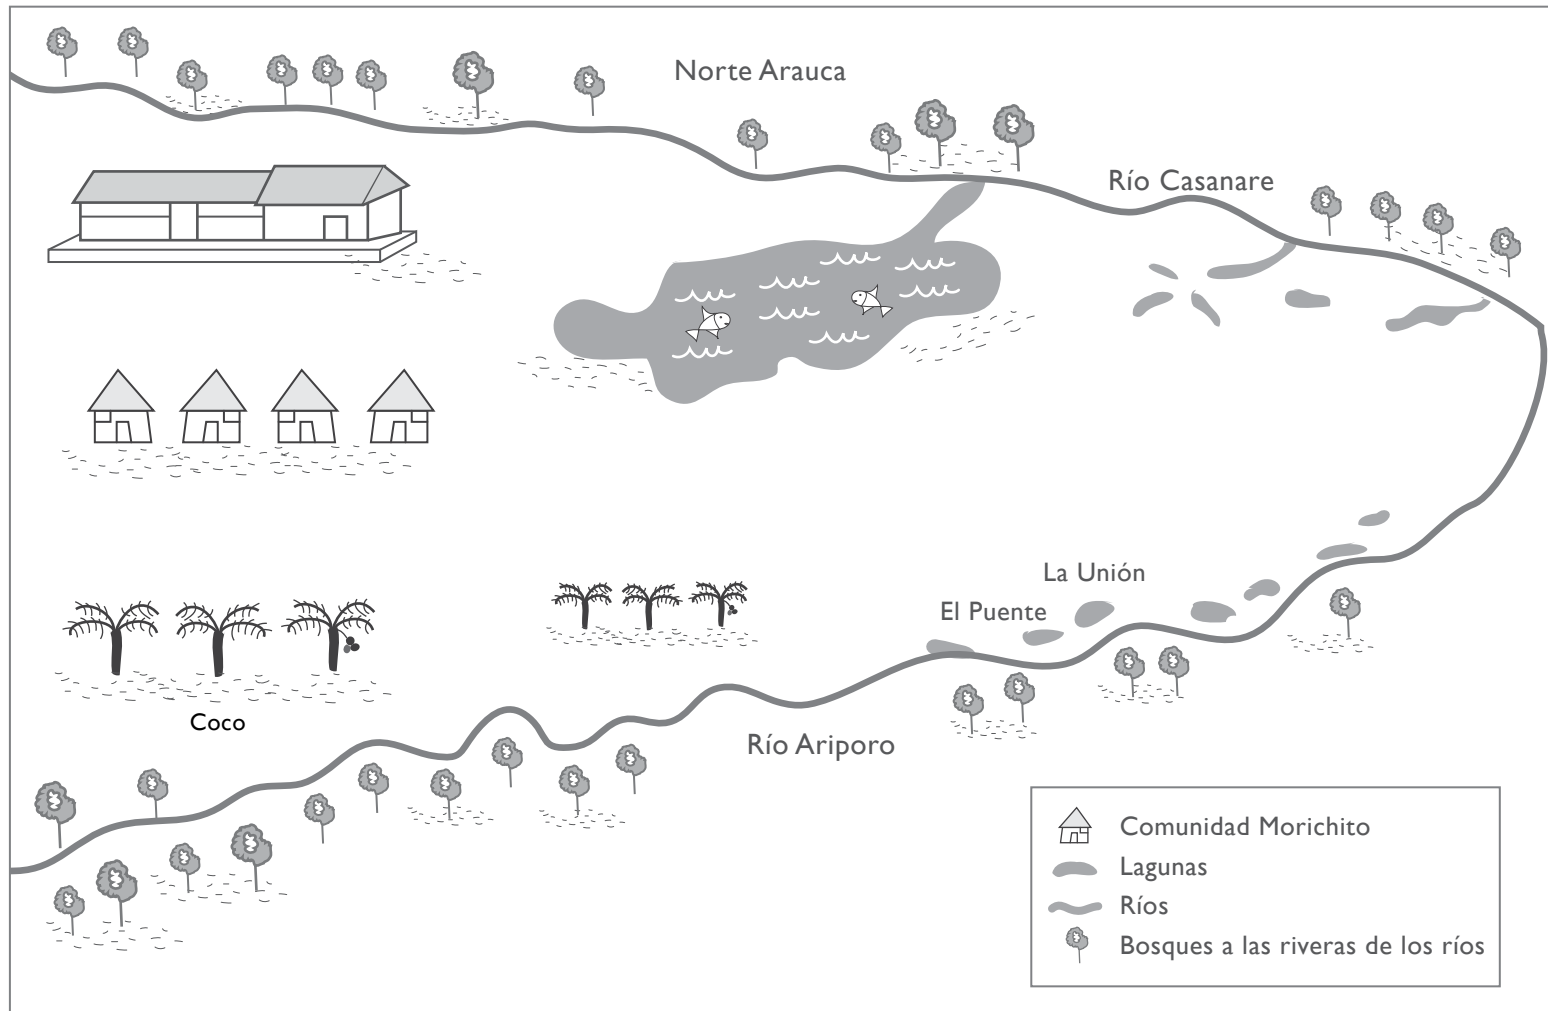 Norte Arauca
Río Casanare
La Unión
El Puente
Coco
Río Ariporo
Comunidad Morichito
Lagunas
Ríos
Bosques a las riveras de los ríos